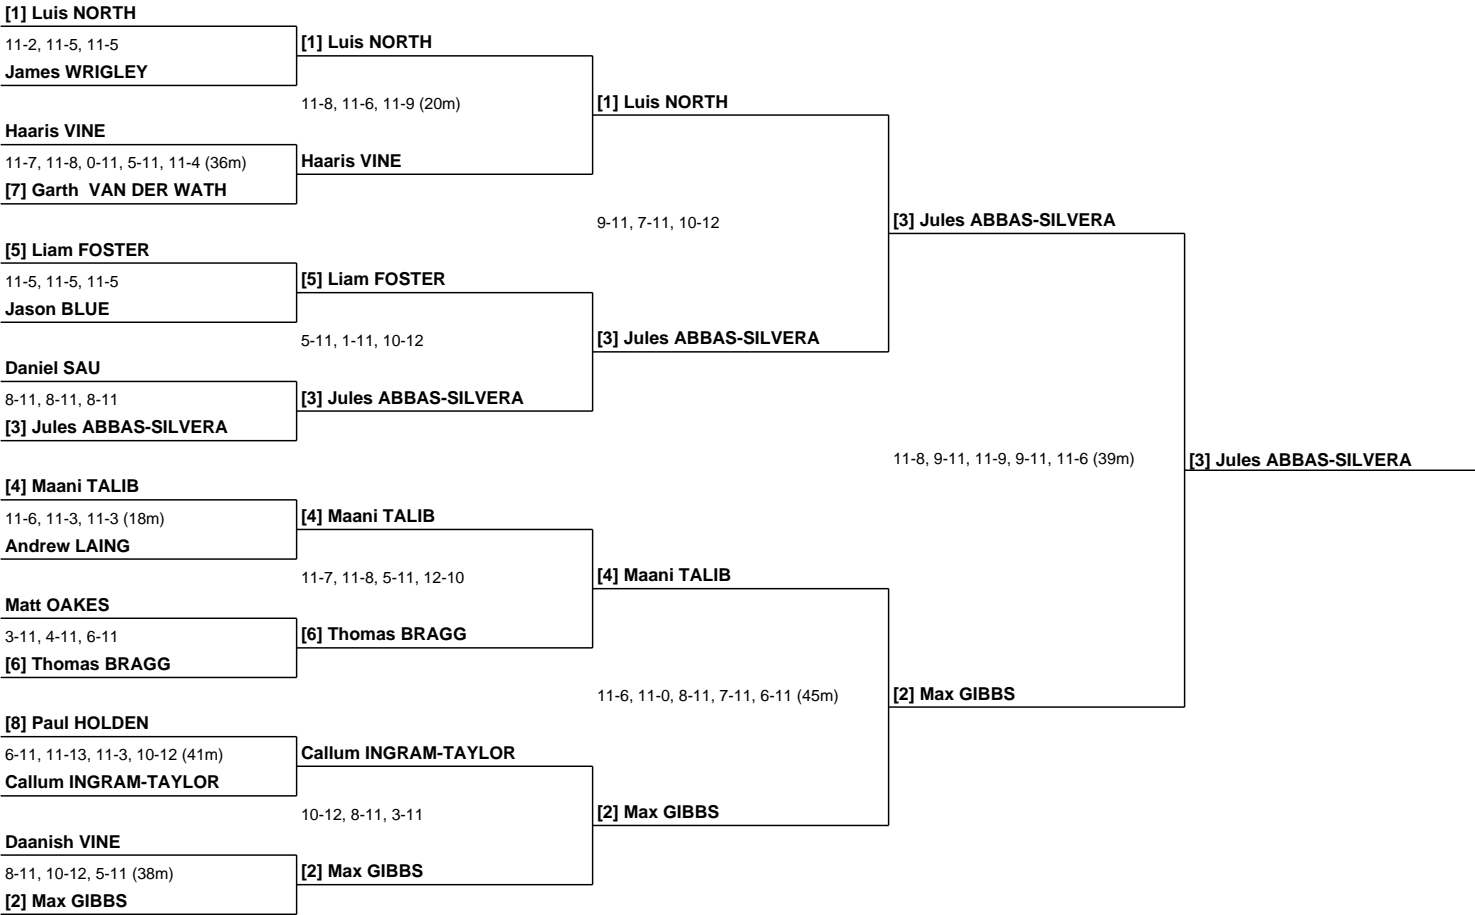 [1] Luis NORTH
11-2, 11-5, 11-5
James WRIGLEY
Haaris VINE
11-7, 11-8, 0-11, 5-11, 11-4 (36m)
[7] Garth  VAN DER WATH
[5] Liam FOSTER
11-5, 11-5, 11-5
Jason BLUE
Daniel SAU
8-11, 8-11, 8-11
[3] Jules ABBAS-SILVERA
[4] Maani TALIB
11-6, 11-3, 11-3 (18m)
Andrew LAING
Matt OAKES
3-11, 4-11, 6-11
[6] Thomas BRAGG
[8] Paul HOLDEN
6-11, 11-13, 11-3, 10-12 (41m)
Callum INGRAM-TAYLOR
Daanish VINE
8-11, 10-12, 5-11 (38m)
[2] Max GIBBS
[1] Luis NORTH
11-8, 11-6, 11-9 (20m)
Haaris VINE
[5] Liam FOSTER
5-11, 1-11, 10-12
[3] Jules ABBAS-SILVERA
[4] Maani TALIB
11-7, 11-8, 5-11, 12-10
[6] Thomas BRAGG
Callum INGRAM-TAYLOR
10-12, 8-11, 3-11
[2] Max GIBBS
[1] Luis NORTH
9-11, 7-11, 10-12
[3] Jules ABBAS-SILVERA
[4] Maani TALIB
11-6, 11-0, 8-11, 7-11, 6-11 (45m)
[2] Max GIBBS
[3] Jules ABBAS-SILVERA
11-8, 9-11, 11-9, 9-11, 11-6 (39m)
[2] Max GIBBS
[3] Jules ABBAS-SILVERA